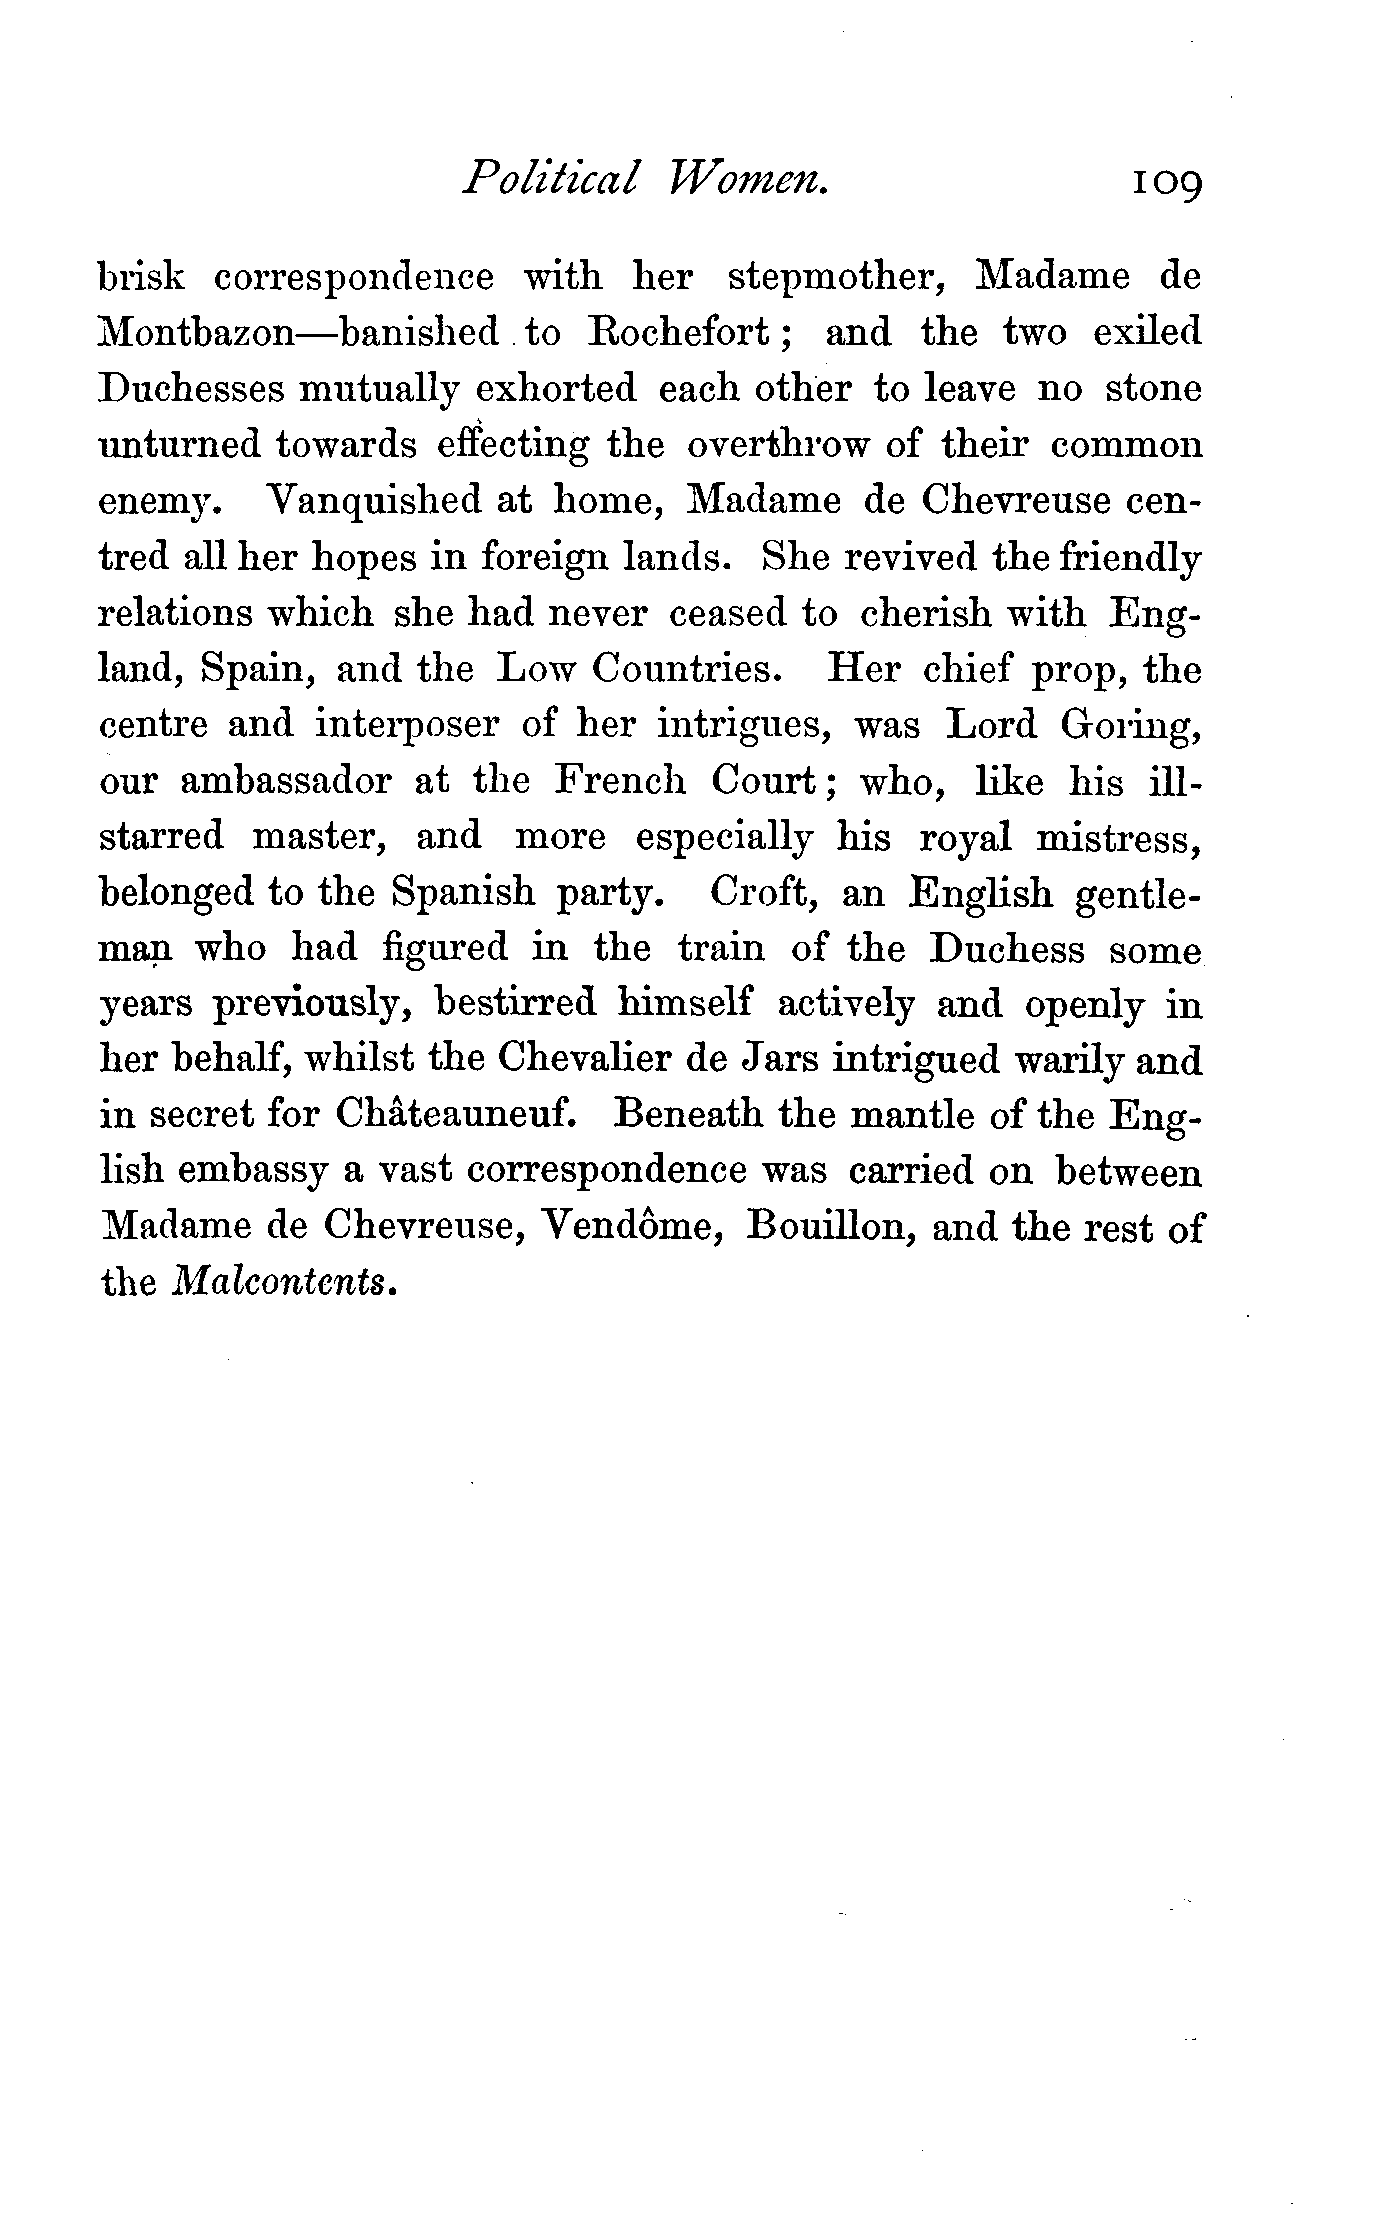 Political Women. 109
brisk correspondence with her stepmother, Madame de
Montbazon—banished to Rochefort; and the two exiled
Duchesses mutually exhorted each other to leave no stone
unturned towards effecting the overthrow of their common
enemy. Vanquished at home, Madame de Chevreuse cen-
tred all her hopes in foreign lands. She revived the friendly
relations which she had never ceased to cherish with Eng-
land, Spain, and the Low Countries. Her chief prop, the
centre and interposer of her intrigues, was Lord Goring,
our ambassador at the French Court; who, like his ill-
starred master, and more especially his royal mistress,
belonged to the Spanish party. Croft, an English gentle-
man who had figured in the train of the Duchess some
years previously, bestirred himself actively and openly in
her behalf, whilst the Chevalier de Jars intrigued warily and
in secret for Châteauneuf. Beneath the mantle of the Eng-
lish embassy a vast correspondence was carried on between
Madame de Chevreuse, Vendôme, Bouillon, and the rest of
the Malcontents.